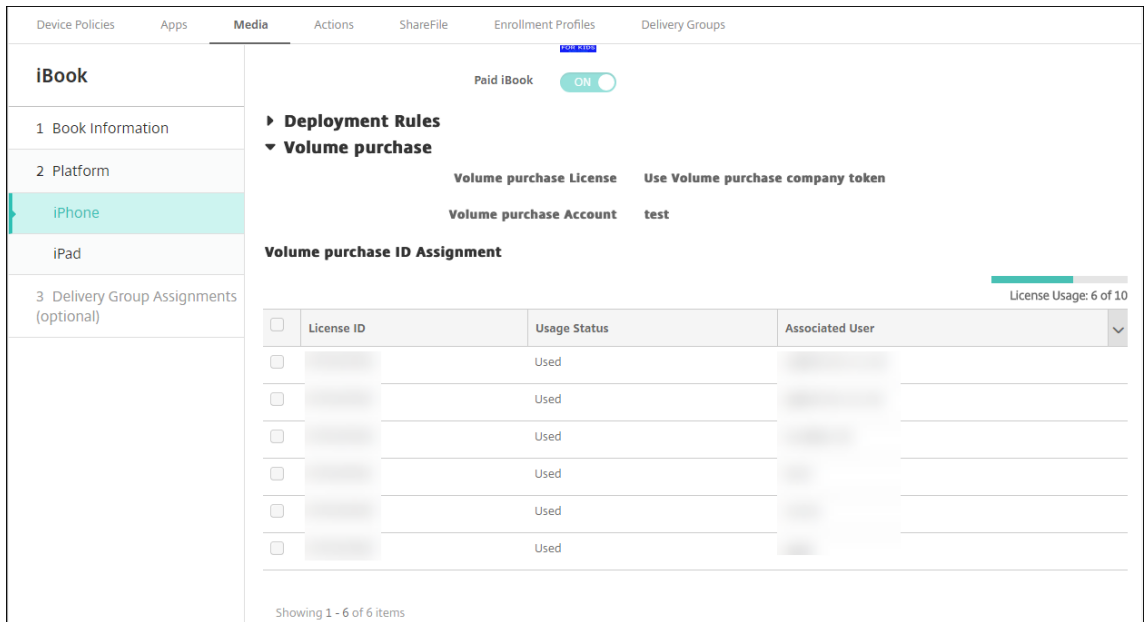 Device Policies Apps Media Actions ShareFile Enrollment Profiles Delivery Groups
iBook
1 Book Information
2 Platform
iPhone
iPad
3 Delivery Group Assignments
(optional)
FOR KIDS
Paid iBook ON
Deployment Rules
Volume purchase
Volume purchase License Use Volume purchase company token
Volume purchase Account test
Volume purchase ID Assignment
License Usage: 6 of 10
License ID Usage Status Associated User
Used
Used
Used
Used
Used
Used
Showing 1 - 6 of 6 items